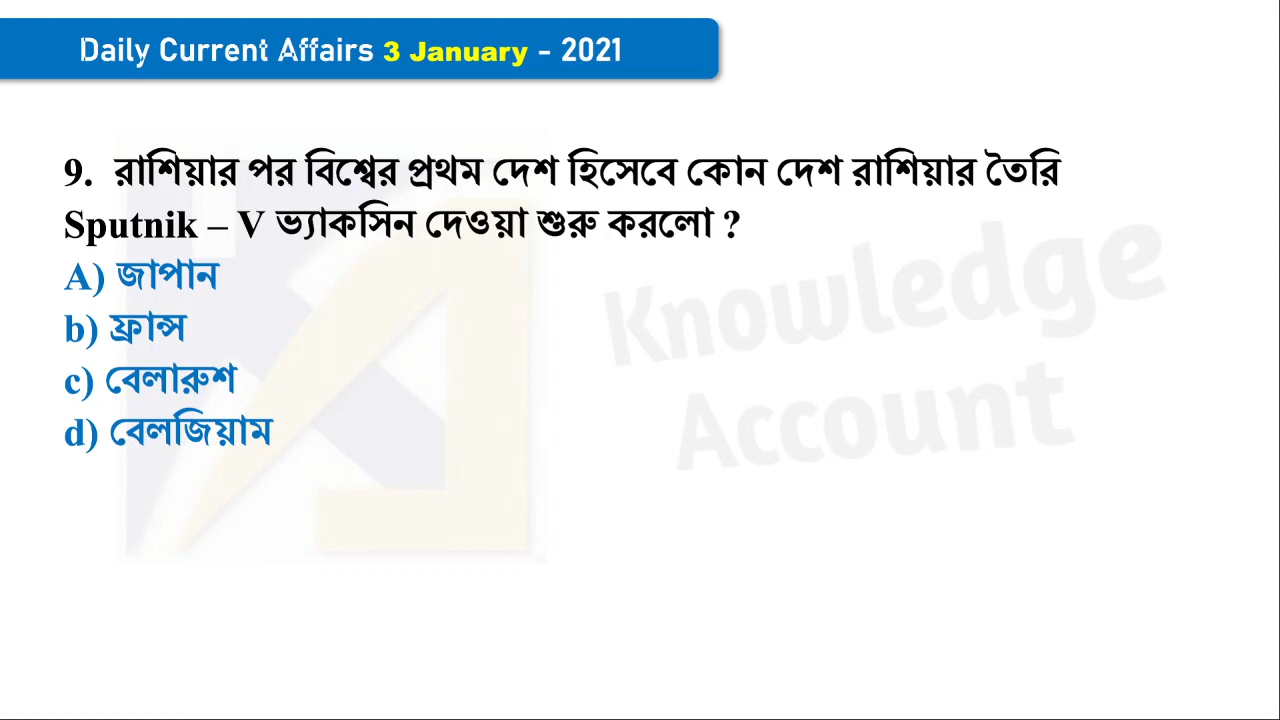 Daily Current Affairs 3 January - 2021
9. রাশিয়ার পর বিশ্বের প্রথম দেশ হিসেবে কোন দেশ রাশিয়ার তৈরি
Sputnik – V ভ্যাকসিন দেওয়া শুরু করলো ?
A) জাপান
b) ফ্রান্স
c) বেলারুশ
d) বেলজিয়াম
Knowledge
Account